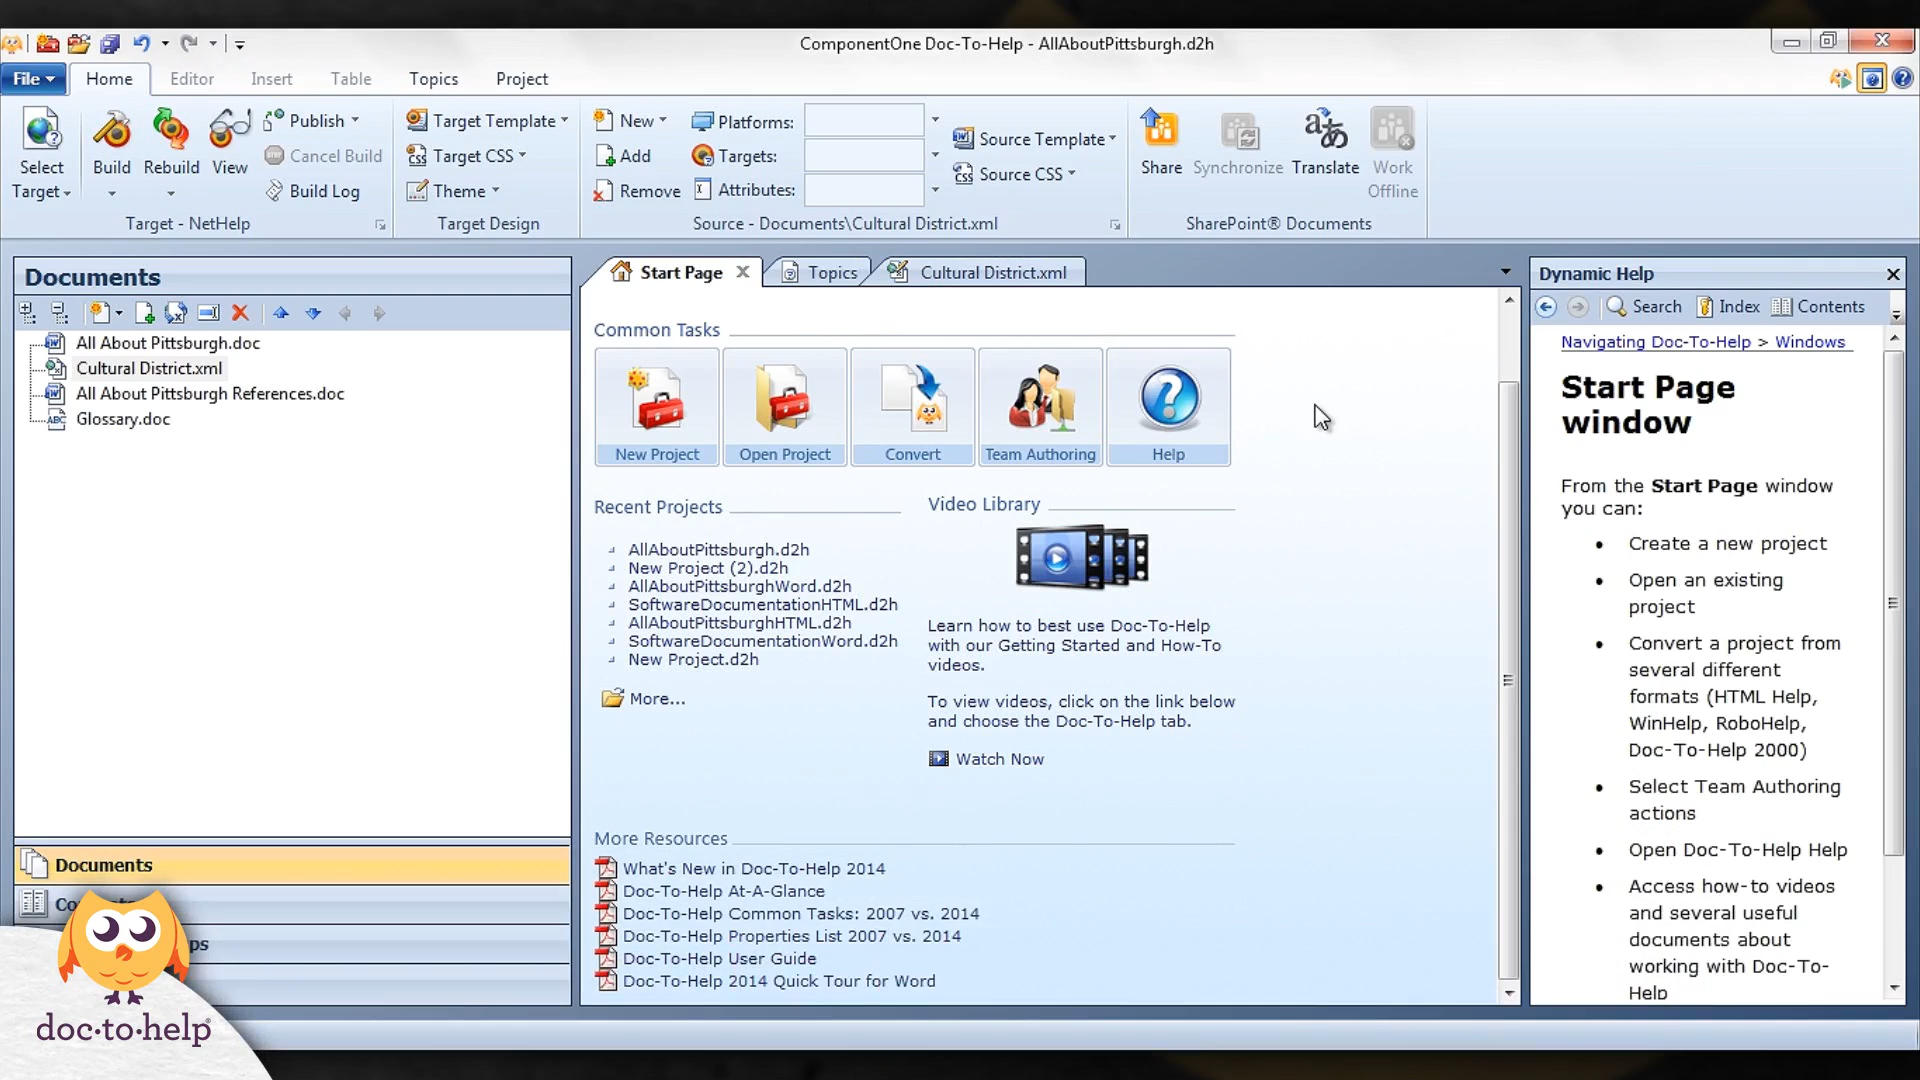 ComponentOne Doc-To-Help - AllAboutPittsburgh.d2h
File Home Editor Insert Table Topics Project
Select Target
Build
Rebuild
View
Publish
Cancel Build
Build Log
Target - NetHelp
Target Template
Target CSS
Theme
Target Design
New
Add
Remove
Platforms:
Targets:
Attributes:
Source Template
Source CSS
Source - Documents\Cultural District.xml
Share
Synchronize
Translate
Work
Offline
SharePoint® Documents
Documents
All About Pittsburgh.doc
Cultural District.xml
All About Pittsburgh References.doc
ABC
Glossary.doc
Documents
doc·to·help
Start Page
Topics
Cultural District.xml
Common Tasks
New Project
Open Project
Convert
Team Authoring
Help
Recent Projects
AllAboutPittsburgh.d2h
New Project (2).d2h
AllAboutPittsburghWord.d2h
SoftwareDocumentationHTML.d2h
AllAboutPittsburghHTML.d2h
SoftwareDocumentationWord.d2h
New Project.d2h
More...
Video Library
Learn how to best use Doc-To-Help
with our Getting Started and How-To
videos.
To view videos, click on the link below
and choose the Doc-To-Help tab.
Watch Now
More Resources
What's New in Doc-To-Help 2014
Doc-To-Help At-A-Glance
Doc-To-Help Common Tasks: 2007 vs. 2014
Doc-To-Help Properties List 2007 vs. 2014
Doc-To-Help User Guide
Doc-To-Help 2014 Quick Tour for Word
Dynamic Help
Search Index Contents
Navigating Doc-To-Help > Windows
Start Page
window
From the Start Page window
you can:
• Create a new project
• Open an existing
project
• Convert a project from
several different
formats (HTML Help,
WinHelp, RoboHelp,
Doc-To-Help 2000)
• Select Team Authoring
actions
• Open Doc-To-Help Help
• Access how-to videos
and several useful
documents about
working with Doc-To-
Help